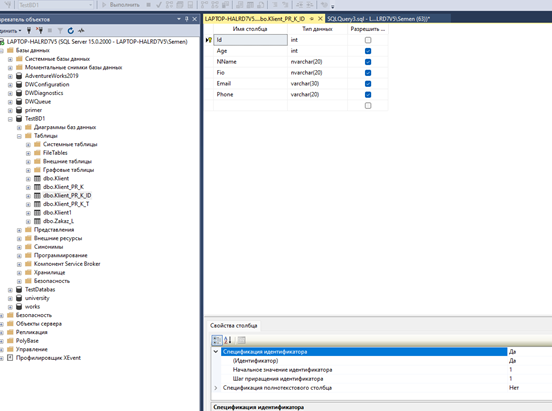 TestBD1
Выполнить
обреватель объектов
LAPTOP-HALRD7V5...bo.Klient_PR_K_ID
SQLQuery3.sql - L...LRD7V5\Semen (63))*
LAPTOP-HALRD7V5 (SQL Server 15.0.2000 - LAPTOP-HALRD7V5\Semen)
Базы данных
Системные базы данных
Моментальные снимки базы данных
AdventureWorks2019
DWConfiguration
DWDiagnostics
DWQueue
primer
TestBD1
Диаграммы баз данных
Таблицы
Системные таблицы
FileTables
Внешние таблицы
Графовые таблицы
dbo.Klient
dbo.Klient_PR_K
dbo.Klient_PR_K_ID
dbo.Klient_PR_K_T
dbo.Klient1
dbo.Zakaz_L
Представления
Внешние ресурсы
Синонимы
Программирование
Компонент Service Broker
Хранилище
Безопасность
TestDatabas
university
works
Безопасность
Объекты сервера
Репликация
PolyBase
Управление
Профилировщик XEvent
Имя столбца Тип данных Разрешить ...
Id int
Age int
NName nvarchar(20)
Fio nvarchar(20)
Email varchar(30)
Phone varchar(20)
Свойства столбца
Спецификация идентификатора Да
(Идентификатор) Да
Начальное значение идентификатора 1
Шаг приращения идентификатора 1
Спецификация полнотекстового столбца Нет
Спецификация идентификатора